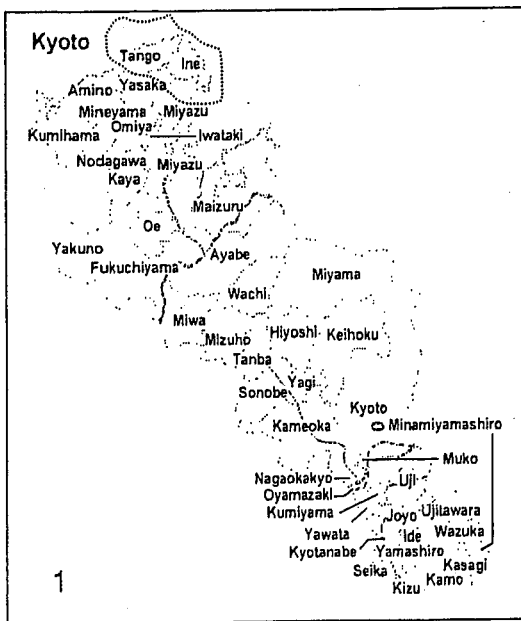 Kyoto
Tango
Ine
Amino
Yasaka
Mineyama
Miyazu
Omiya
Kumihama
Iwataki
Nodagawa
Miyazu
Kaya
Maizuru
Oe
Yakuno
Ayabe
Fukuchiyama
Miyama
Wachi
Miwa
Hiyoshi
Keihoku
Mizuho
Tanba
Yagi
Sonobe
Kyoto
Minamiyamashiro
Kameoka
Muko
Nagaokakyo
Uji
Oyamazaki
Kumiyama
Joyo
Ujitawara
Yawata
Ide
Wazuka
Kyotanabe
Yamashiro
Kasagi
Seika
Kamo
Kizu
1